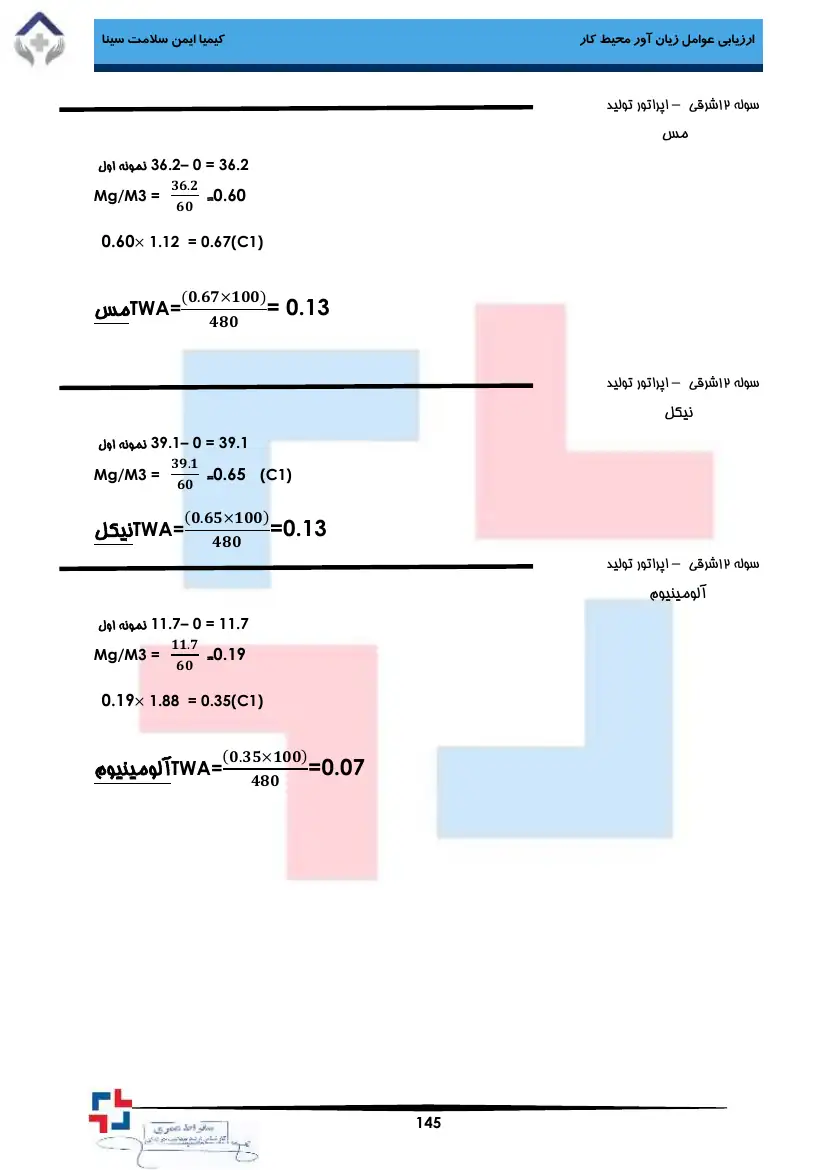 ارزیابی عوامل زیان آور محیط کار
کیمیا ایمن سلامت سینا
سوله ۱۲شرقی – اپراتور تولید
مس
نمونه اول 36.2– 0 = 36.2
Mg/M3 = 36.2/60 =0.60
0.60× 1.12 = 0.67(C1)
مسTWA=(0.67×100)/480= 0.13
سوله ۱۲شرقی – اپراتور تولید
نیکل
نمونه اول 39.1– 0 = 39.1
Mg/M3 = 39.1/60 =0.65 (C1)
نیکلTWA=(0.65×100)/480=0.13
سوله ۱۲شرقی – اپراتور تولید
آلومینیوم
نمونه اول 11.7– 0 = 11.7
Mg/M3 = 11.7/60 =0.19
0.19× 1.88 = 0.35(C1)
آلومینیومTWA=(0.35×100)/480=0.07
145